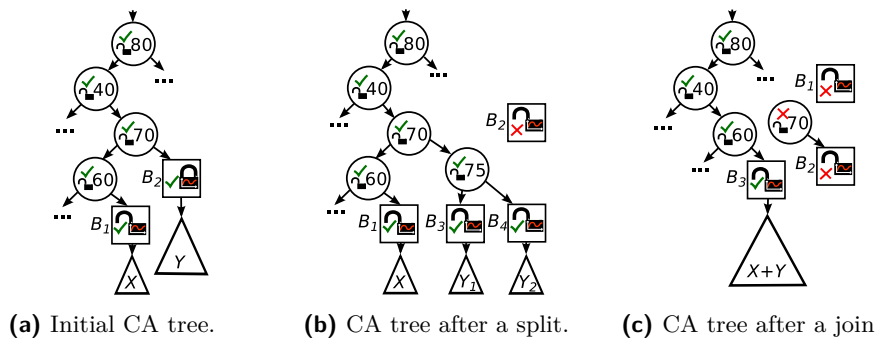 80 80 80
40 40 B1 40
B2 70
70 70 60
B2 75 B3 B2
60 60
B1 B1 B3 B4
Y X+Y
X X Y1 Y2
(a) Initial CA tree. (b) CA tree after a split. (c) CA tree after a join